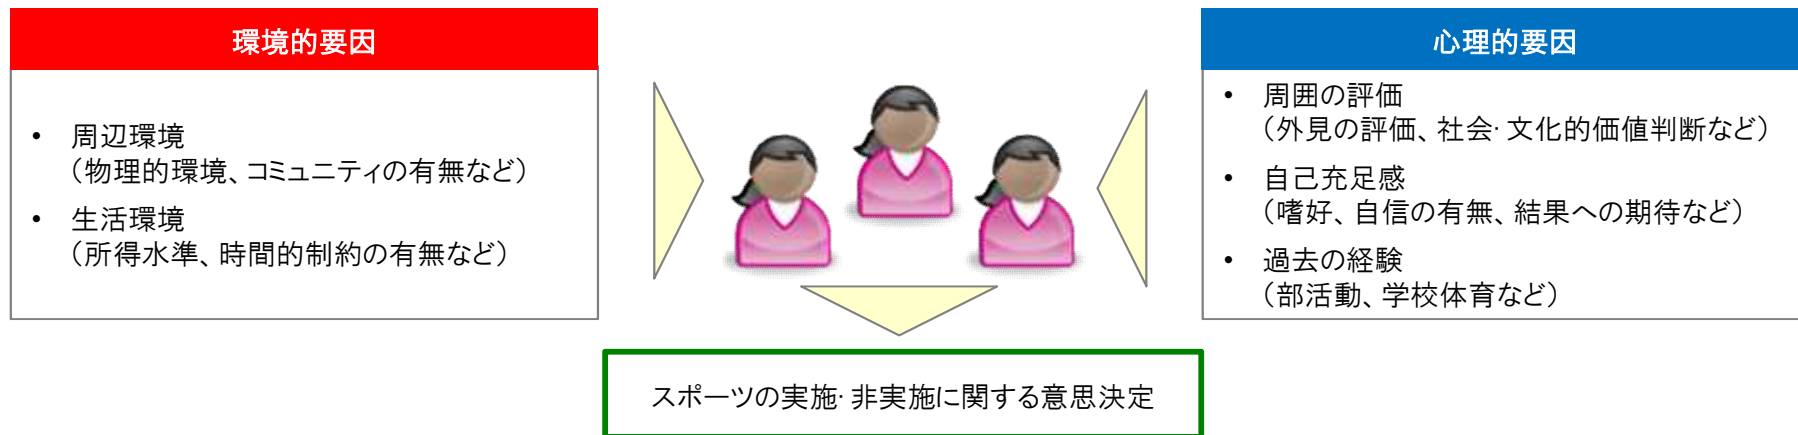 環境的要因
• 周辺環境
（物理的環境、コミュニティの有無など）
• 生活環境
（所得水準、時間的制約の有無など）
心理的要因
• 周囲の評価
（外見の評価、社会･文化的価値判断など）
• 自己充足感
（嗜好、自信の有無、結果への期待など）
• 過去の経験
（部活動、学校体育など）
スポーツの実施･非実施に関する意思決定